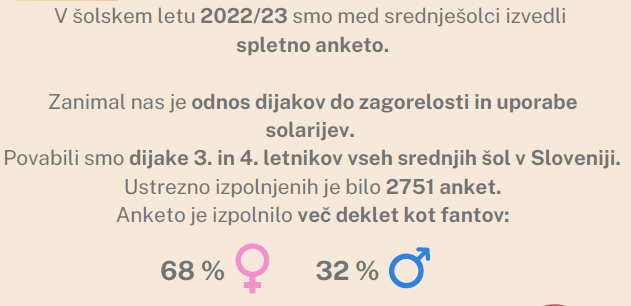 V šolskem letu 2022/23 smo med srednješolci izvedli
spletno anketo.
Zanimal nas je odnos dijakov do zagorelosti in uporabe
solarijev.
Povabili smo dijake 3. in 4. letnikov vseh srednjih šol v Sloveniji.
Ustrezno izpolnjenih je bilo 2751 anket.
Anketo je izpolnilo več deklet kot fantov:
68 % ♀ 32 % ♂